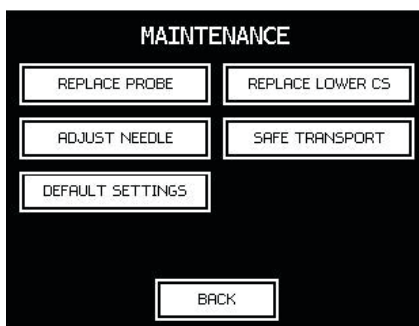 MAINTENANCE
REPLACE PROBE
REPLACE LOWER CS
ADJUST NEEDLE
SAFE TRANSPORT
DEFAULT SETTINGS
BACK